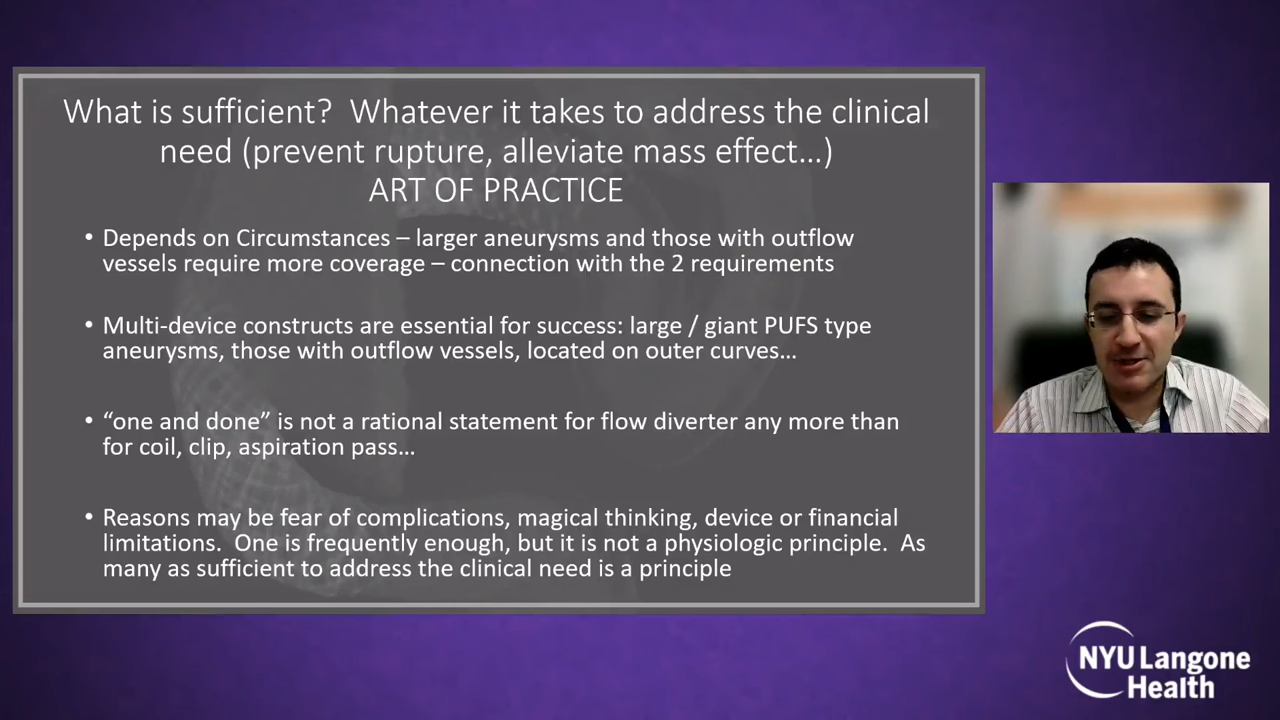 What is sufficient?  Whatever it takes to address the clinical
need (prevent rupture, alleviate mass effect…)
ART OF PRACTICE
• Depends on Circumstances – larger aneurysms and those with outflow
vessels require more coverage – connection with the 2 requirements
• Multi-device constructs are essential for success: large / giant PUFS type
aneurysms, those with outflow vessels, located on outer curves…
• “one and done” is not a rational statement for flow diverter any more than
for coil, clip, aspiration pass…
• Reasons may be fear of complications, magical thinking, device or financial
limitations.  One is frequently enough, but it is not a physiologic principle.  As
many as sufficient to address the clinical need is a principle
NYU Langone
Health